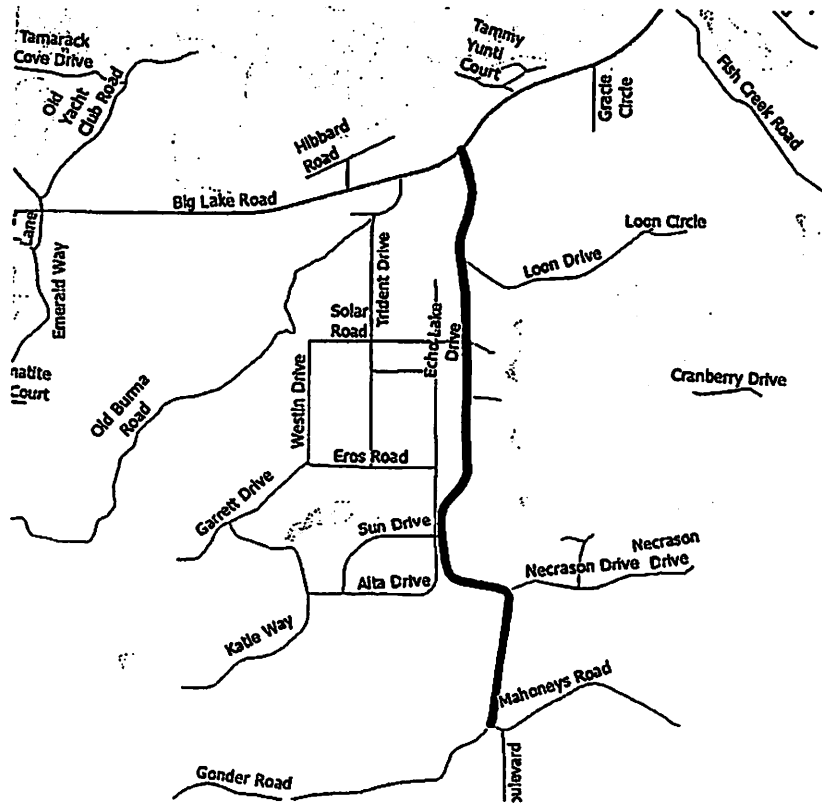 Tamarack
Cove Drive
Old
Yacht
Club Road
Tammy
Yunti
Court
Gracie
Circle
Fish Creek Road
Hibbard
Road
Big Lake Road
Lane
Emerald Way
Loon Circle
Loon Drive
Trident Drive
Solar
Road
Echo Lake
Drive
Westin Drive
Cranberry Drive
natite
Court
Old Burma
Road
Eros Road
Garrett Drive
Sun Drive
Necrason
Drive
Necrason Drive
Alta Drive
Katie Way
Mahoneys Road
Gonder Road
oulevard